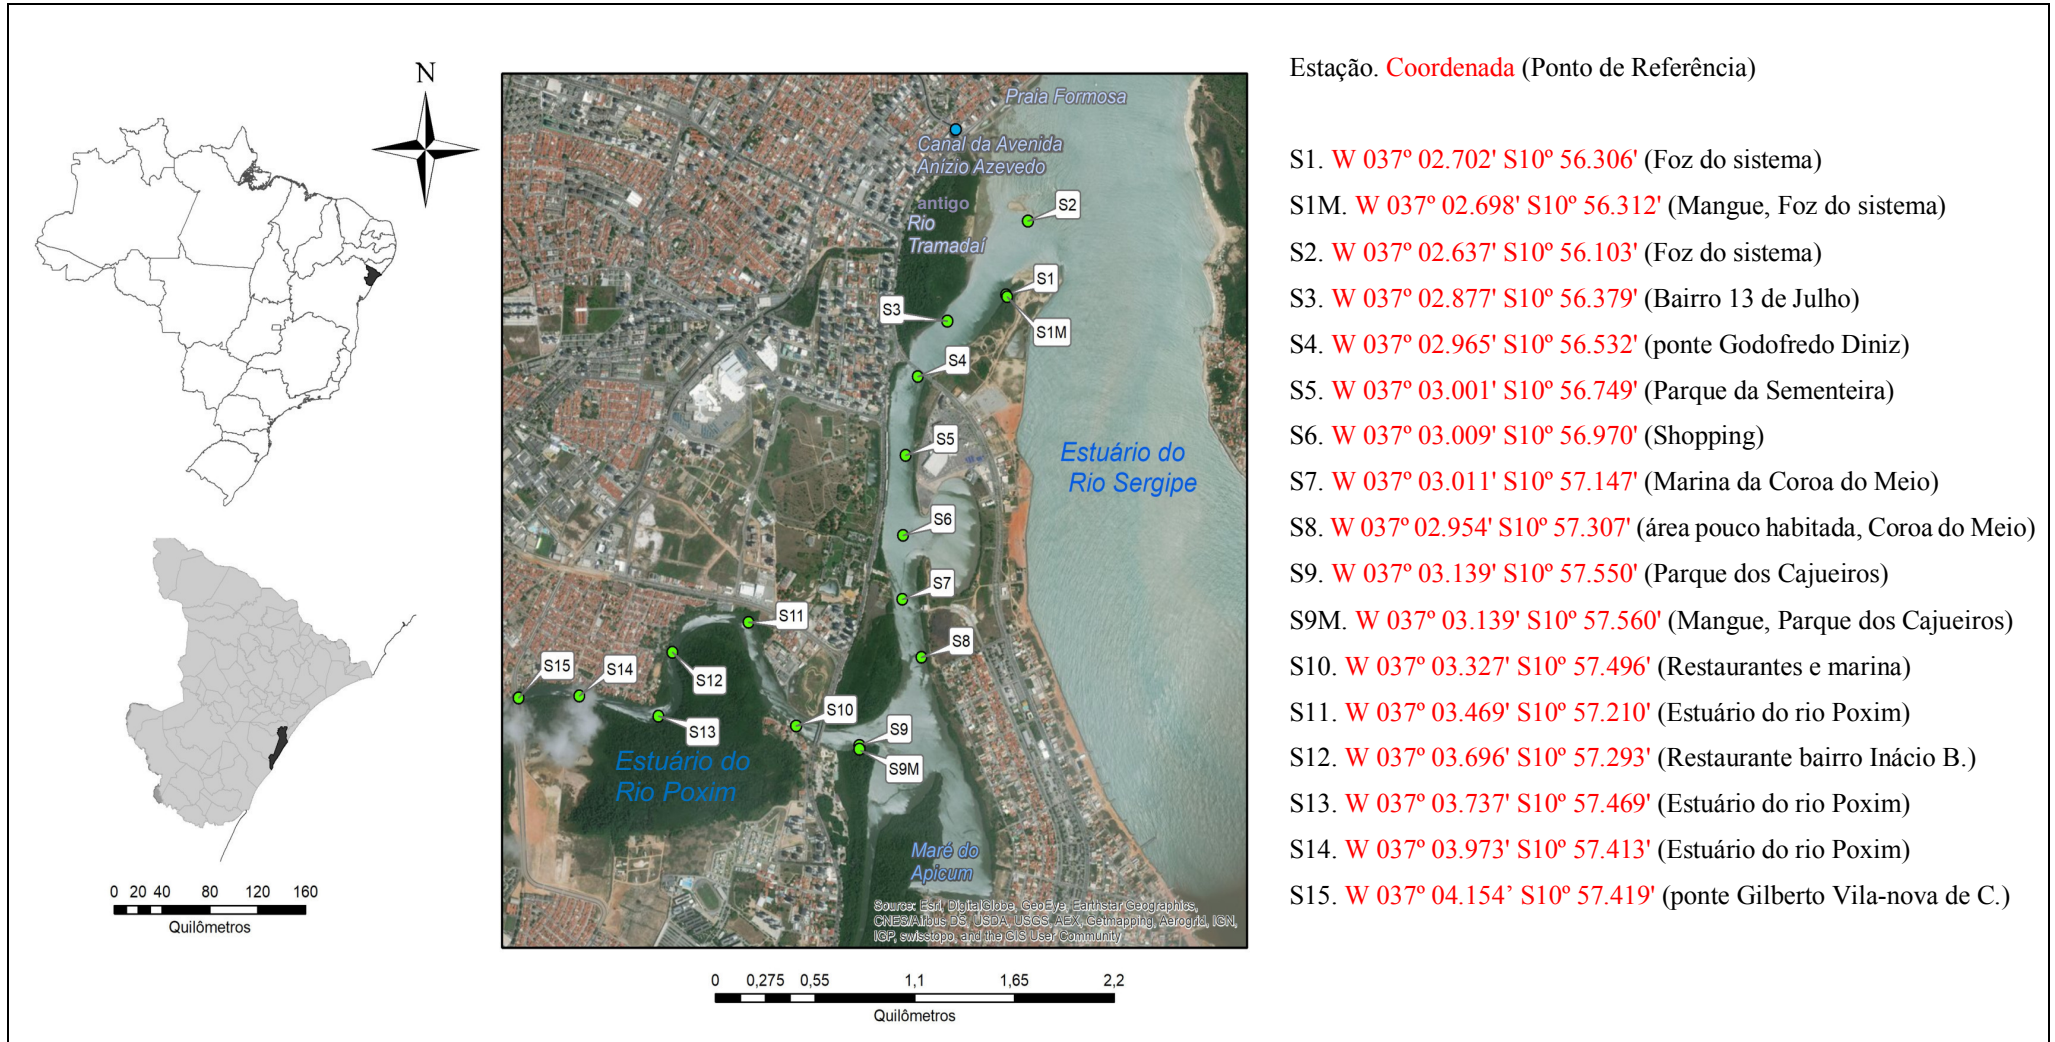 N
0 20 40 80 120 160
Quilômetros
Praia Formosa
Canal da Avenida
Anízio Azevedo
antigo
Rio
Tramadaí
S2
S1
S3
S1M
S4
S5
Estuário do
Rio Sergipe
S6
S7
S11
S8
S15
S14
S12
S10
S13
S9
S9M
Estuário do
Rio Poxim
Maré do
Apicum
Source: Esri, DigitalGlobe, GeoEye, Earthstar Geographics,
CNES/Airbus DS, USDA, USGS, AEX, Getmapping, Aerogrid, IGN,
IGP, swisstopo, and the GIS User Community
0 0,275 0,55 1,1 1,65 2,2
Quilômetros
Estação. Coordenada (Ponto de Referência)
S1. W 037º 02.702' S10º 56.306' (Foz do sistema)
S1M. W 037º 02.698' S10º 56.312' (Mangue, Foz do sistema)
S2. W 037º 02.637' S10º 56.103' (Foz do sistema)
S3. W 037º 02.877' S10º 56.379' (Bairro 13 de Julho)
S4. W 037º 02.965' S10º 56.532' (ponte Godofredo Diniz)
S5. W 037º 03.001' S10º 56.749' (Parque da Sementeira)
S6. W 037º 03.009' S10º 56.970' (Shopping)
S7. W 037º 03.011' S10º 57.147' (Marina da Coroa do Meio)
S8. W 037º 02.954' S10º 57.307' (área pouco habitada, Coroa do Meio)
S9. W 037º 03.139' S10º 57.550' (Parque dos Cajueiros)
S9M. W 037º 03.139' S10º 57.560' (Mangue, Parque dos Cajueiros)
S10. W 037º 03.327' S10º 57.496' (Restaurantes e marina)
S11. W 037º 03.469' S10º 57.210' (Estuário do rio Poxim)
S12. W 037º 03.696' S10º 57.293' (Restaurante bairro Inácio B.)
S13. W 037º 03.737' S10º 57.469' (Estuário do rio Poxim)
S14. W 037º 03.973' S10º 57.413' (Estuário do rio Poxim)
S15. W 037º 04.154’ S10º 57.419' (ponte Gilberto Vila-nova de C.)